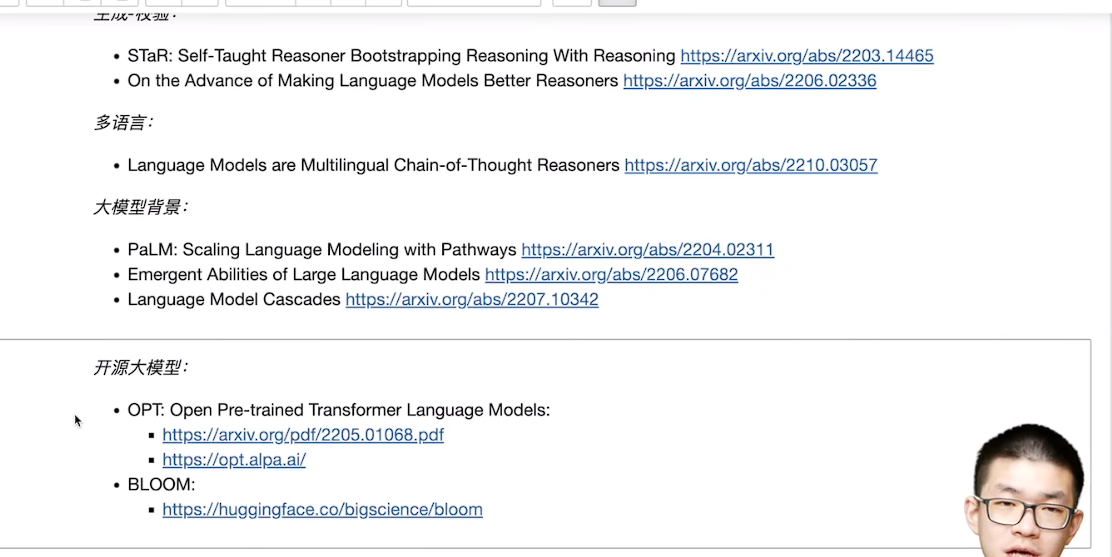 生成-校验：
STaR: Self-Taught Reasoner Bootstrapping Reasoning With Reasoning https://arxiv.org/abs/2203.14465
On the Advance of Making Language Models Better Reasoners https://arxiv.org/abs/2206.02336
多语言：
Language Models are Multilingual Chain-of-Thought Reasoners https://arxiv.org/abs/2210.03057
大模型背景：
PaLM: Scaling Language Modeling with Pathways https://arxiv.org/abs/2204.02311
Emergent Abilities of Large Language Models https://arxiv.org/abs/2206.07682
Language Model Cascades https://arxiv.org/abs/2207.10342
开源大模型：
OPT: Open Pre-trained Transformer Language Models:
https://arxiv.org/pdf/2205.01068.pdf
https://opt.alpa.ai/
BLOOM:
https://huggingface.co/bigscience/bloom